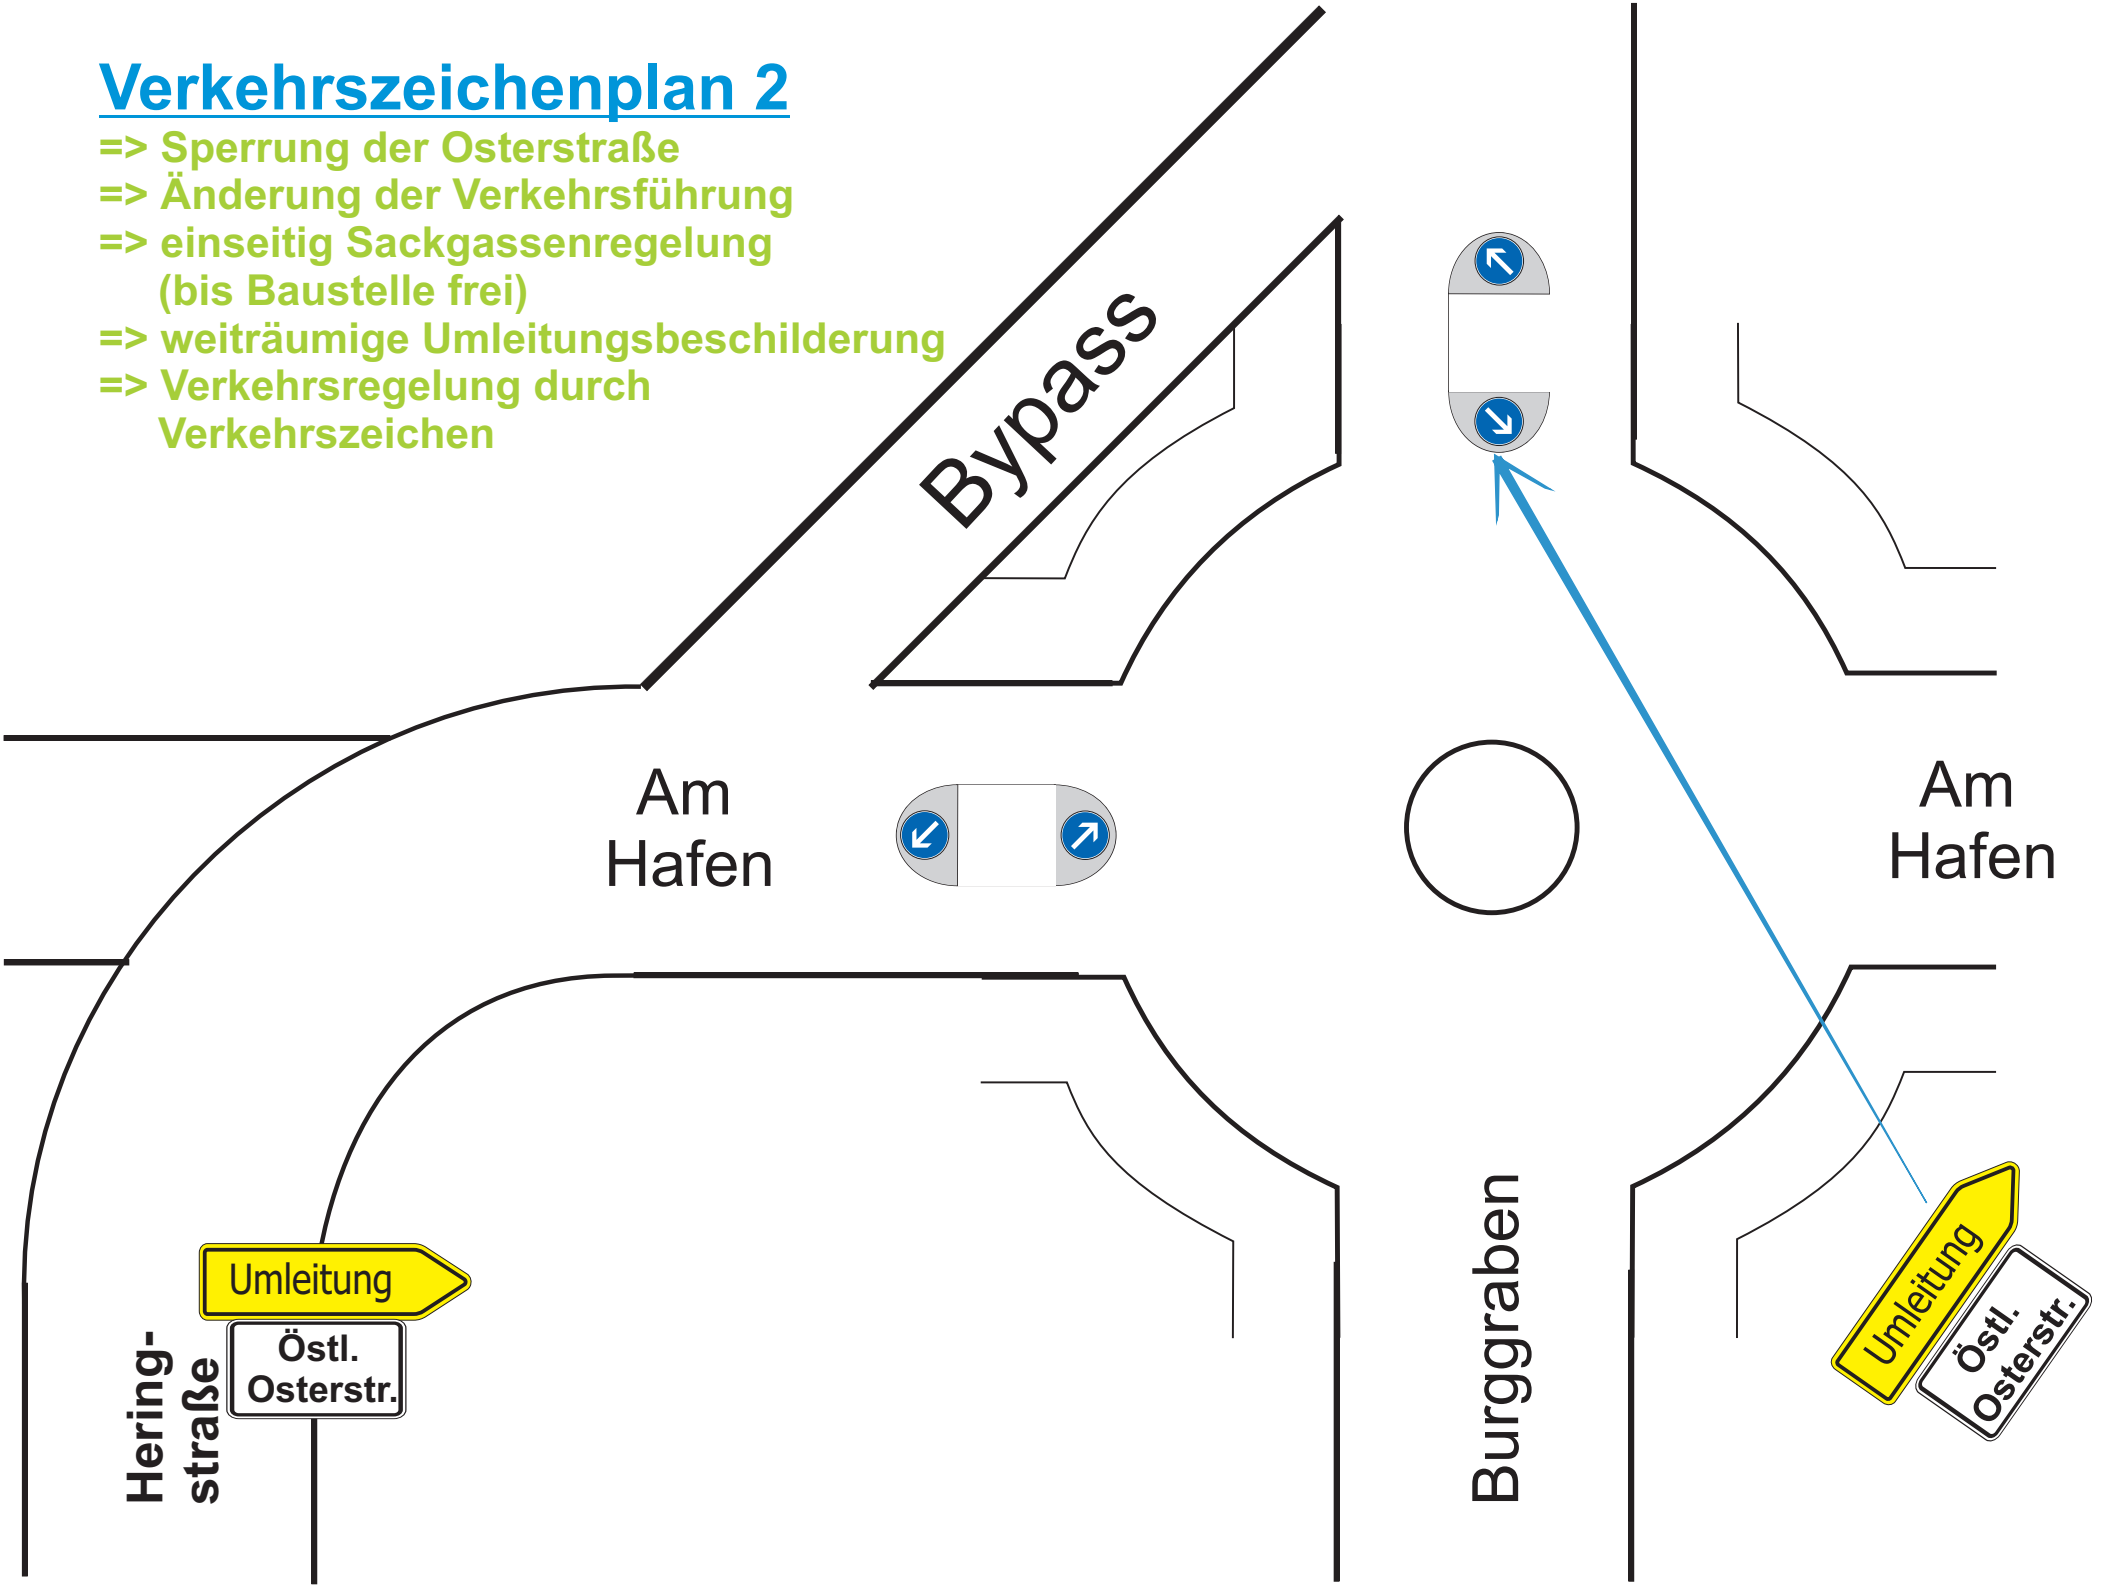 Verkehrszeichenplan 2
=> Sperrung der Osterstraße
=> Änderung der Verkehrsführung
=> einseitig Sackgassenregelung
(bis Baustelle frei)
=> weiträumige Umleitungsbeschilderung
=> Verkehrsregelung durch
Verkehrszeichen
Bypass
Am
Hafen
Am
Hafen
Hering-
straße
Umleitung
Östl.
Osterstr.
Burggraben
Umleitung
Östl.
Osterstr.